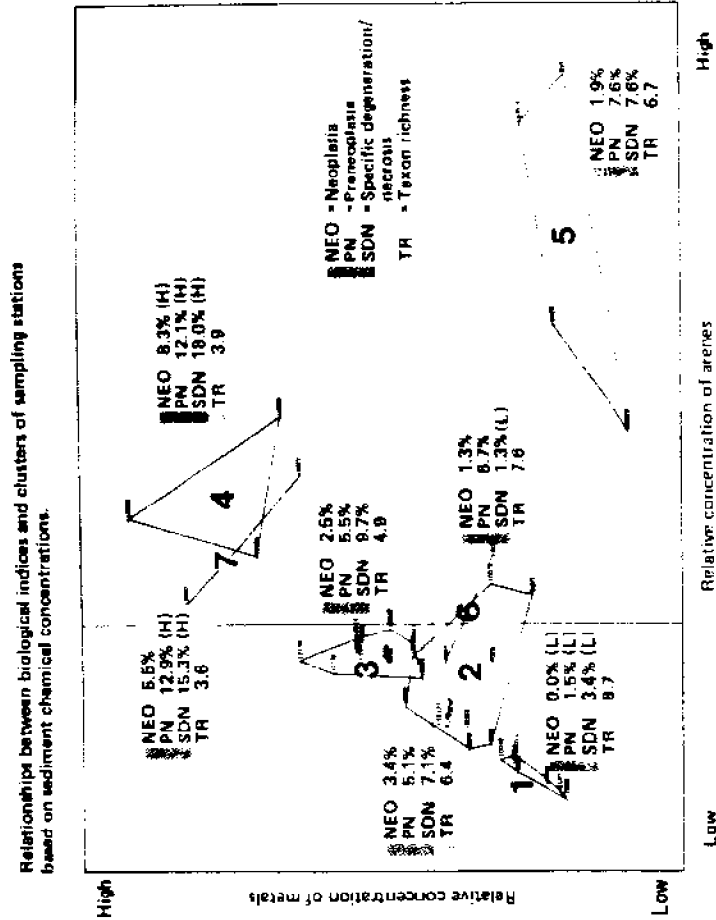 Relationships between biological indices and clusters of sampling stations
based on sediment chemical concentrations.
High
Relative concentration of metals
Low
NEO 5.5%
PN 12.9% (H)
SDN 15.3% (H)
TR 3.6
NEO 8.3% (H)
PN 12.1% (H)
SDN 18.0% (H)
TR 3.9
7
4
NEO = Neoplasia
PN = Preneoplasia
SDN = Specific degeneration/
necrosis
TR = Taxon richness
NEO 2.5%
PN 5.5%
SDN 9.7%
TR 4.9
3
NEO 3.4%
PN 5.1%
SDN 7.1%
TR 6.4
2
6
NEO 1.3%
PN 6.7%
SDN 1.3% (L)
TR 7.6
1
NEO 0.0% (L)
PN 1.5% (L)
SDN 3.4% (L)
TR 8.7
5
NEO 1.9%
PN 7.6%
SDN 7.6%
TR 6.7
Low
Relative concentration of arenes
High